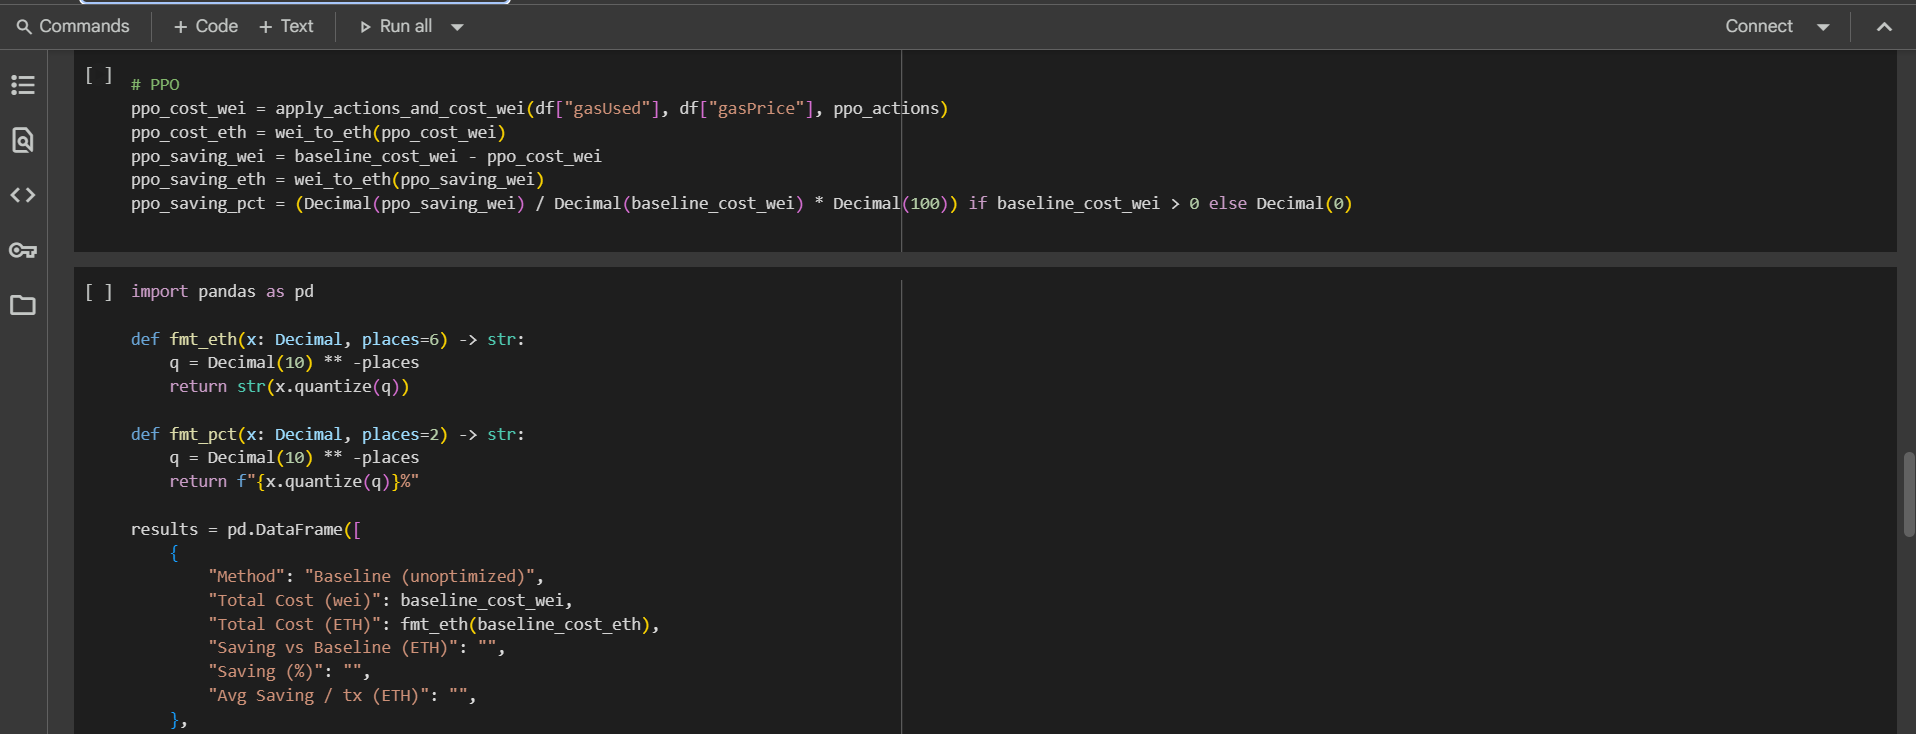 Commands + Code + Text Run all Connect
[ ] # PPO
ppo_cost_wei = apply_actions_and_cost_wei(df["gasUsed"], df["gasPrice"], ppo_actions)
ppo_cost_eth = wei_to_eth(ppo_cost_wei)
ppo_saving_wei = baseline_cost_wei - ppo_cost_wei
ppo_saving_eth = wei_to_eth(ppo_saving_wei)
ppo_saving_pct = (Decimal(ppo_saving_wei) / Decimal(baseline_cost_wei) * Decimal(100)) if baseline_cost_wei > 0 else Decimal(0)
[ ] import pandas as pd
def fmt_eth(x: Decimal, places=6) -> str:
    q = Decimal(10) ** -places
    return str(x.quantize(q))
def fmt_pct(x: Decimal, places=2) -> str:
    q = Decimal(10) ** -places
    return f"{x.quantize(q)}%"
results = pd.DataFrame([
    {
        "Method": "Baseline (unoptimized)",
        "Total Cost (wei)": baseline_cost_wei,
        "Total Cost (ETH)": fmt_eth(baseline_cost_eth),
        "Saving vs Baseline (ETH)": "",
        "Saving (%)": "",
        "Avg Saving / tx (ETH)": "",
    },